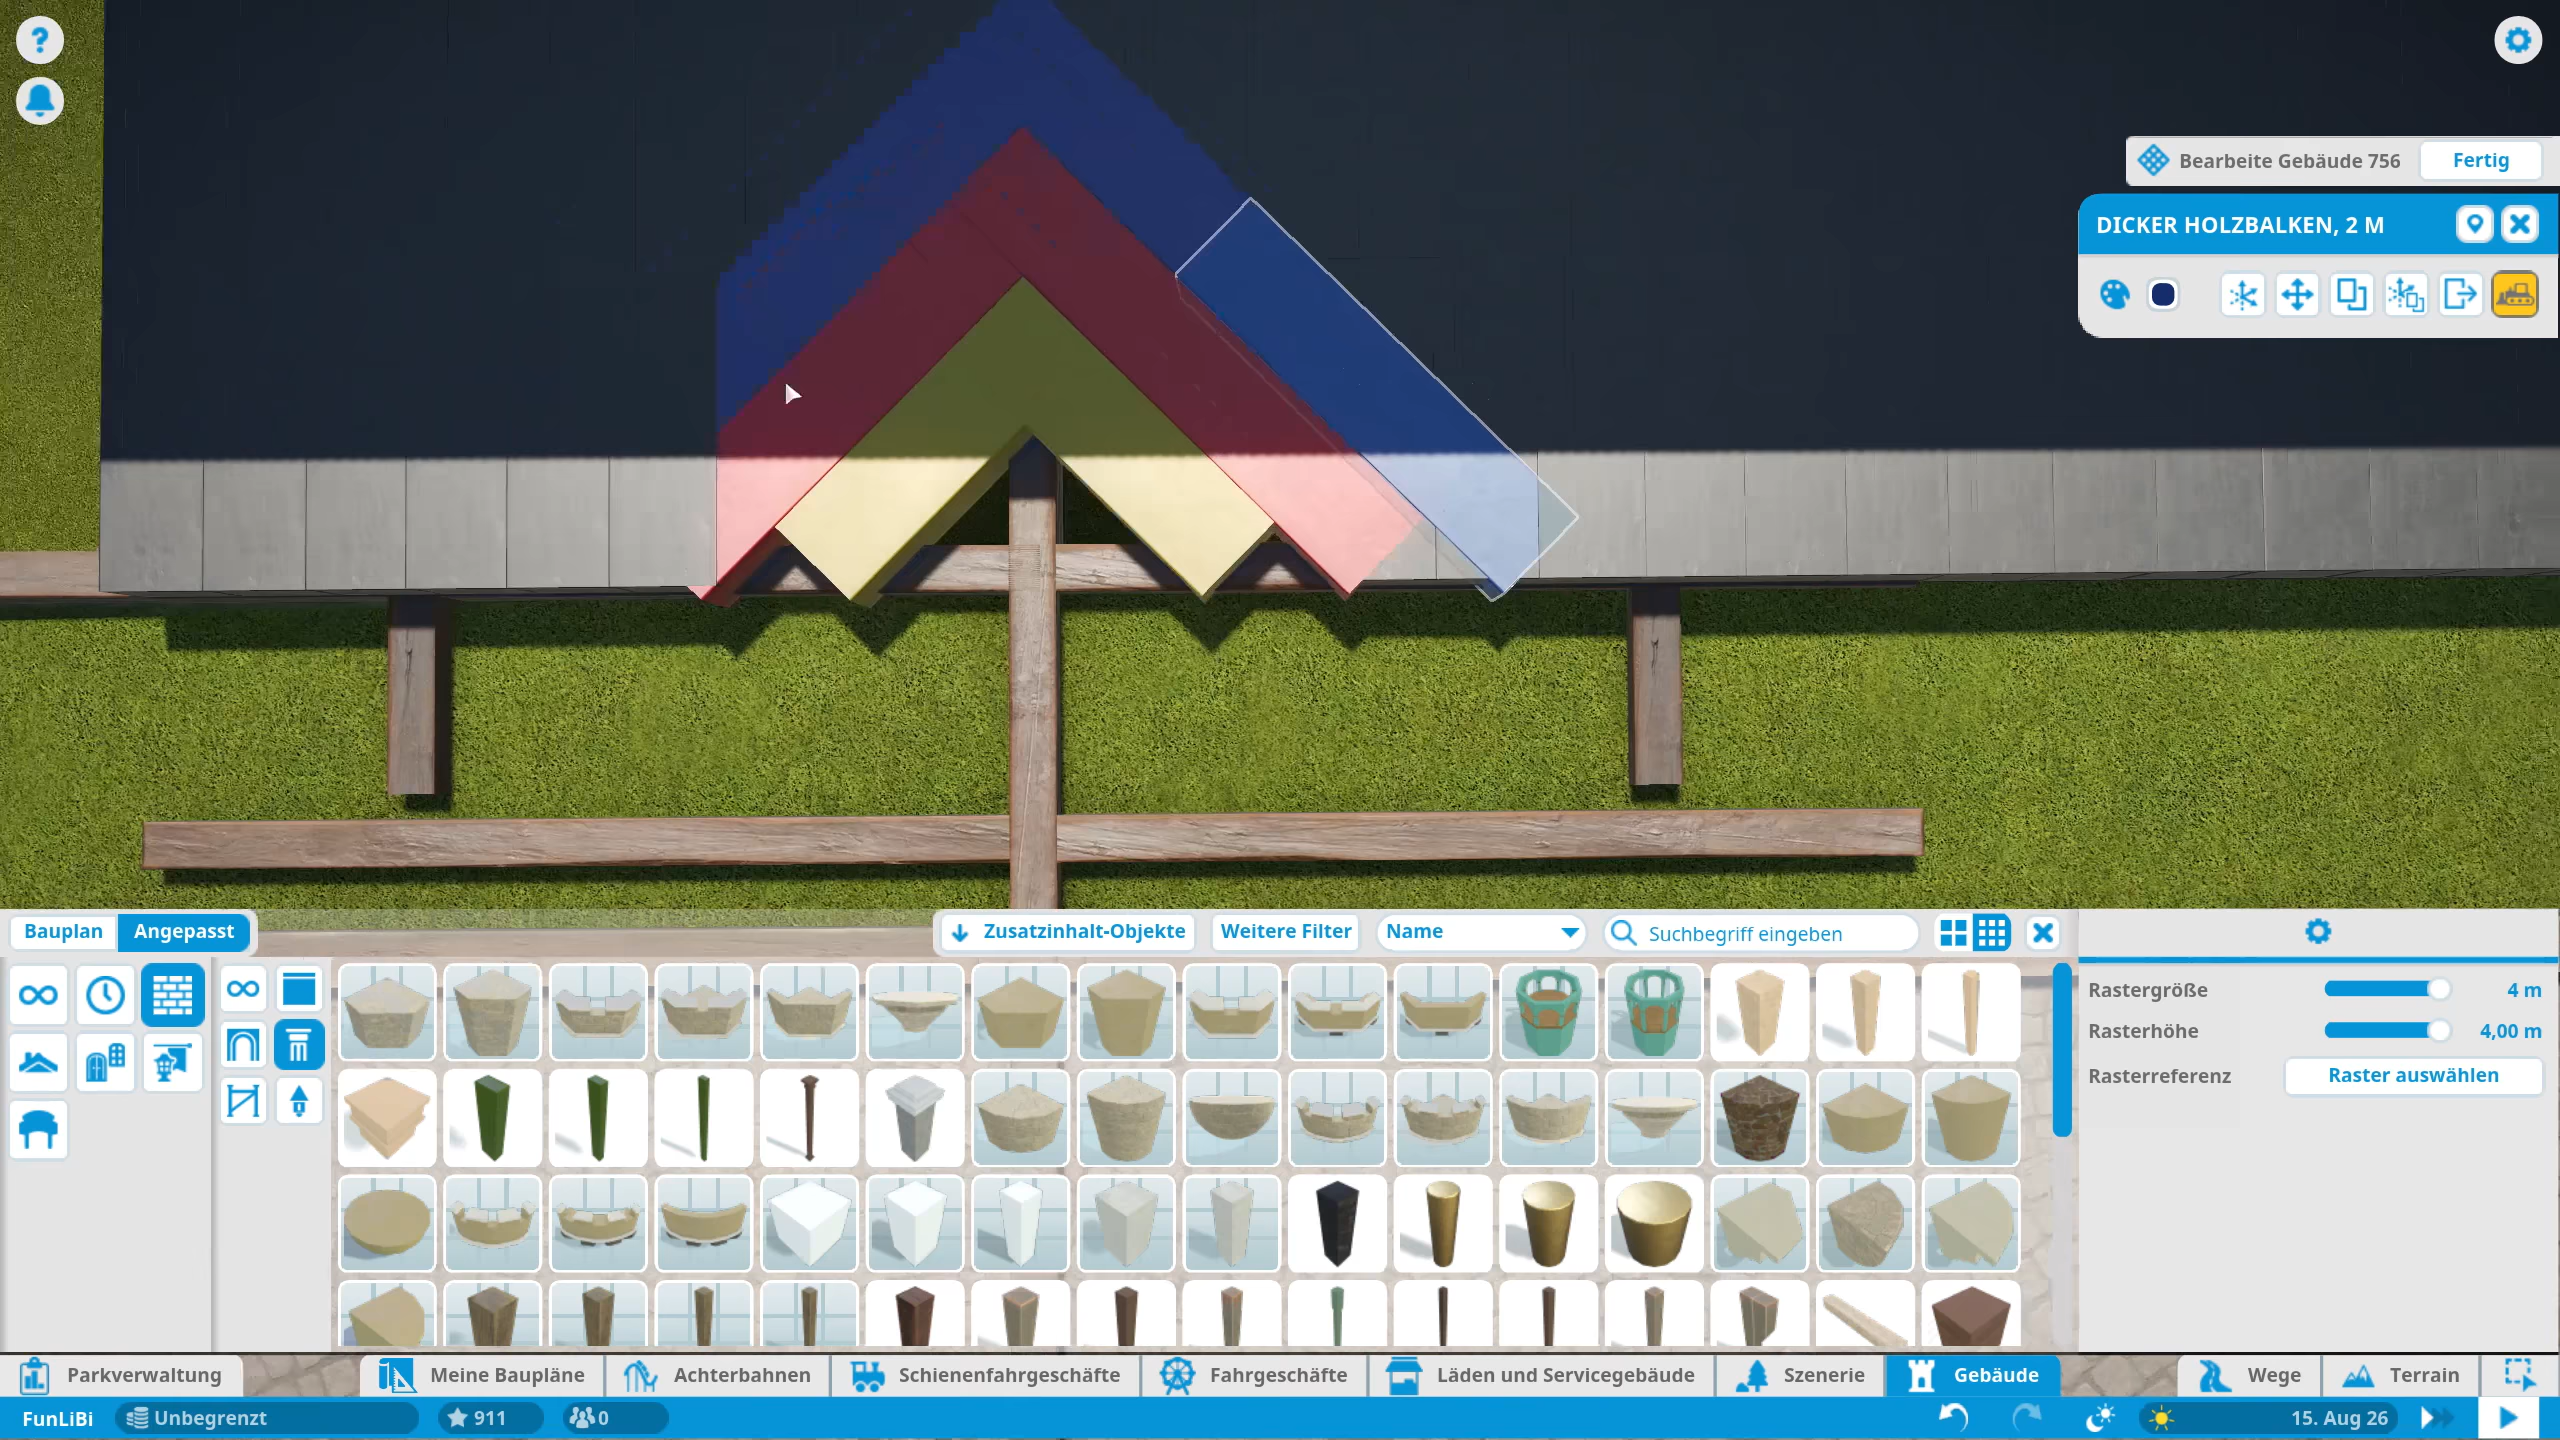 ?
Bearbeite Gebäude 756
Fertig
DICKER HOLZBALKEN, 2 M
Bauplan
Angepasst
Zusatzinhalt-Objekte
Weitere Filter
Name
Suchbegriff eingeben
Rastergröße
4 m
Rasterhöhe
4,00 m
Rasterreferenz
Raster auswählen
Parkverwaltung
Meine Baupläne
Achterbahnen
Schienenfahrgeschäfte
Fahrgeschäfte
Läden und Servicegebäude
Szenerie
Gebäude
Wege
Terrain
FunLiBi
Unbegrenzt
911
0
15. Aug 26